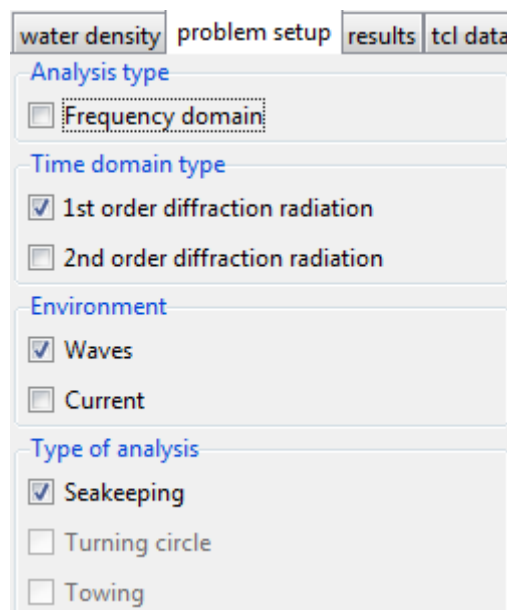 water density problem setup results tcl data
Analysis type
Frequency domain
Time domain type
1st order diffraction radiation
2nd order diffraction radiation
Environment
Waves
Current
Type of analysis
Seakeeping
Turning circle
Towing